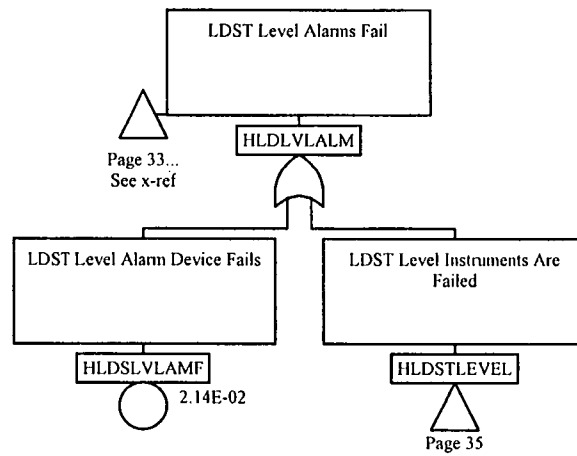 LDST Level Alarms Fail
HLDLVLALM
Page 33...
See x-ref
LDST Level Alarm Device Fails
LDST Level Instruments Are
Failed
HLDSLVLAMF
2.14E-02
HLDSTLEVEL
Page 35